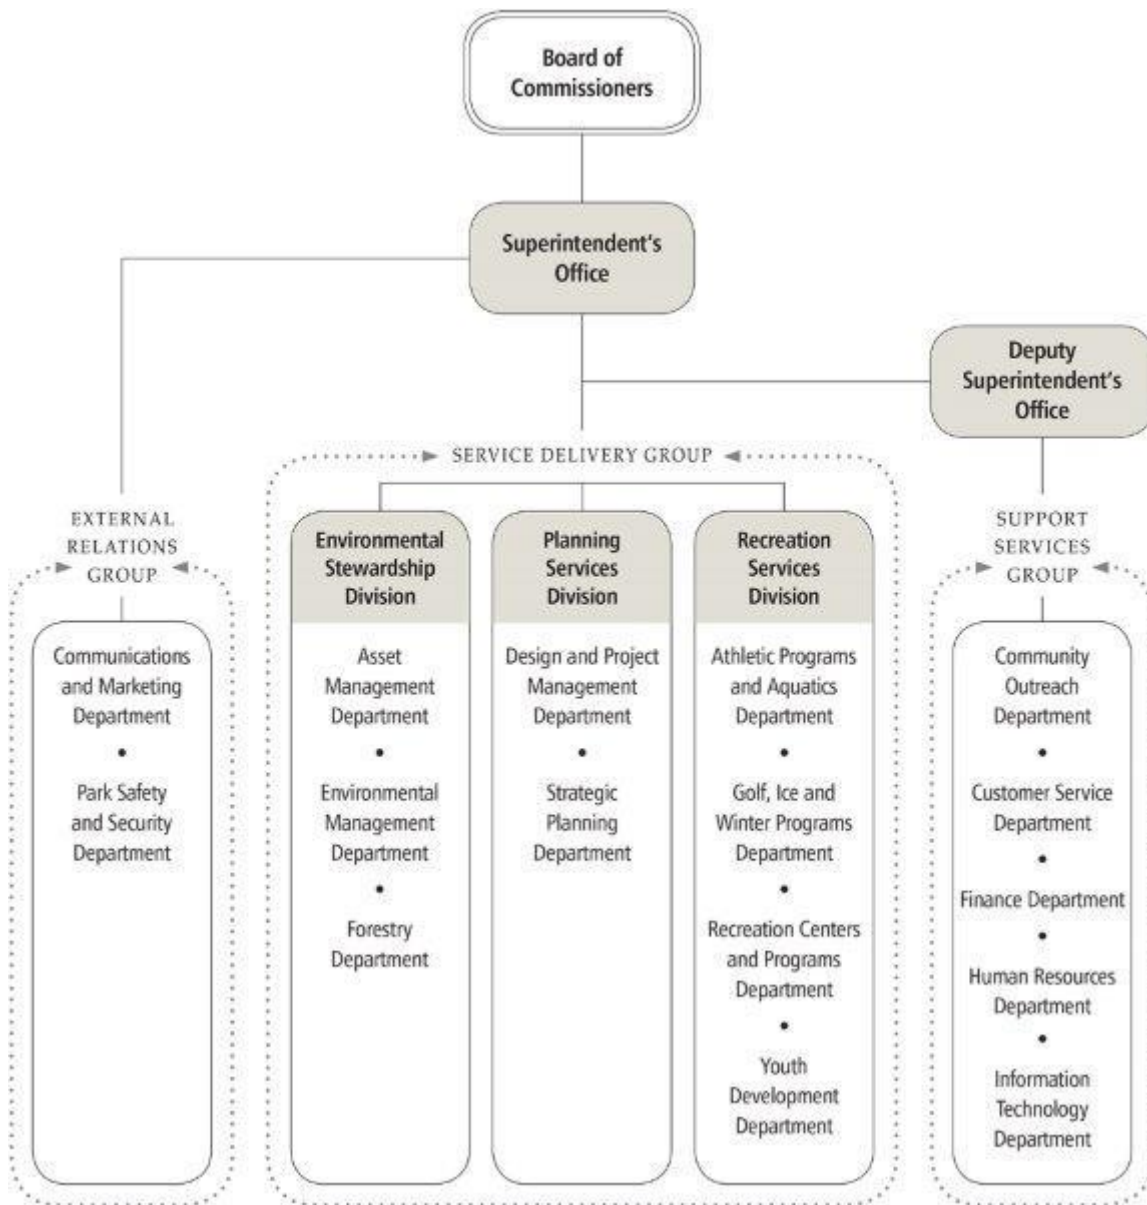 Board of
Commissioners
Superintendent's
Office
Deputy
Superintendent's
Office
SERVICE DELIVERY GROUP
EXTERNAL
RELATIONS
GROUP
Communications
and Marketing
Department
•
Park Safety
and Security
Department
Environmental
Stewardship
Division
Asset
Management
Department
•
Environmental
Management
Department
•
Forestry
Department
Planning
Services
Division
Design and Project
Management
Department
•
Strategic
Planning
Department
Recreation
Services
Division
Athletic Programs
and Aquatics
Department
•
Golf, Ice and
Winter Programs
Department
•
Recreation Centers
and Programs
Department
•
Youth
Development
Department
SUPPORT
SERVICES
GROUP
Community
Outreach
Department
•
Customer Service
Department
•
Finance Department
•
Human Resources
Department
•
Information
Technology
Department